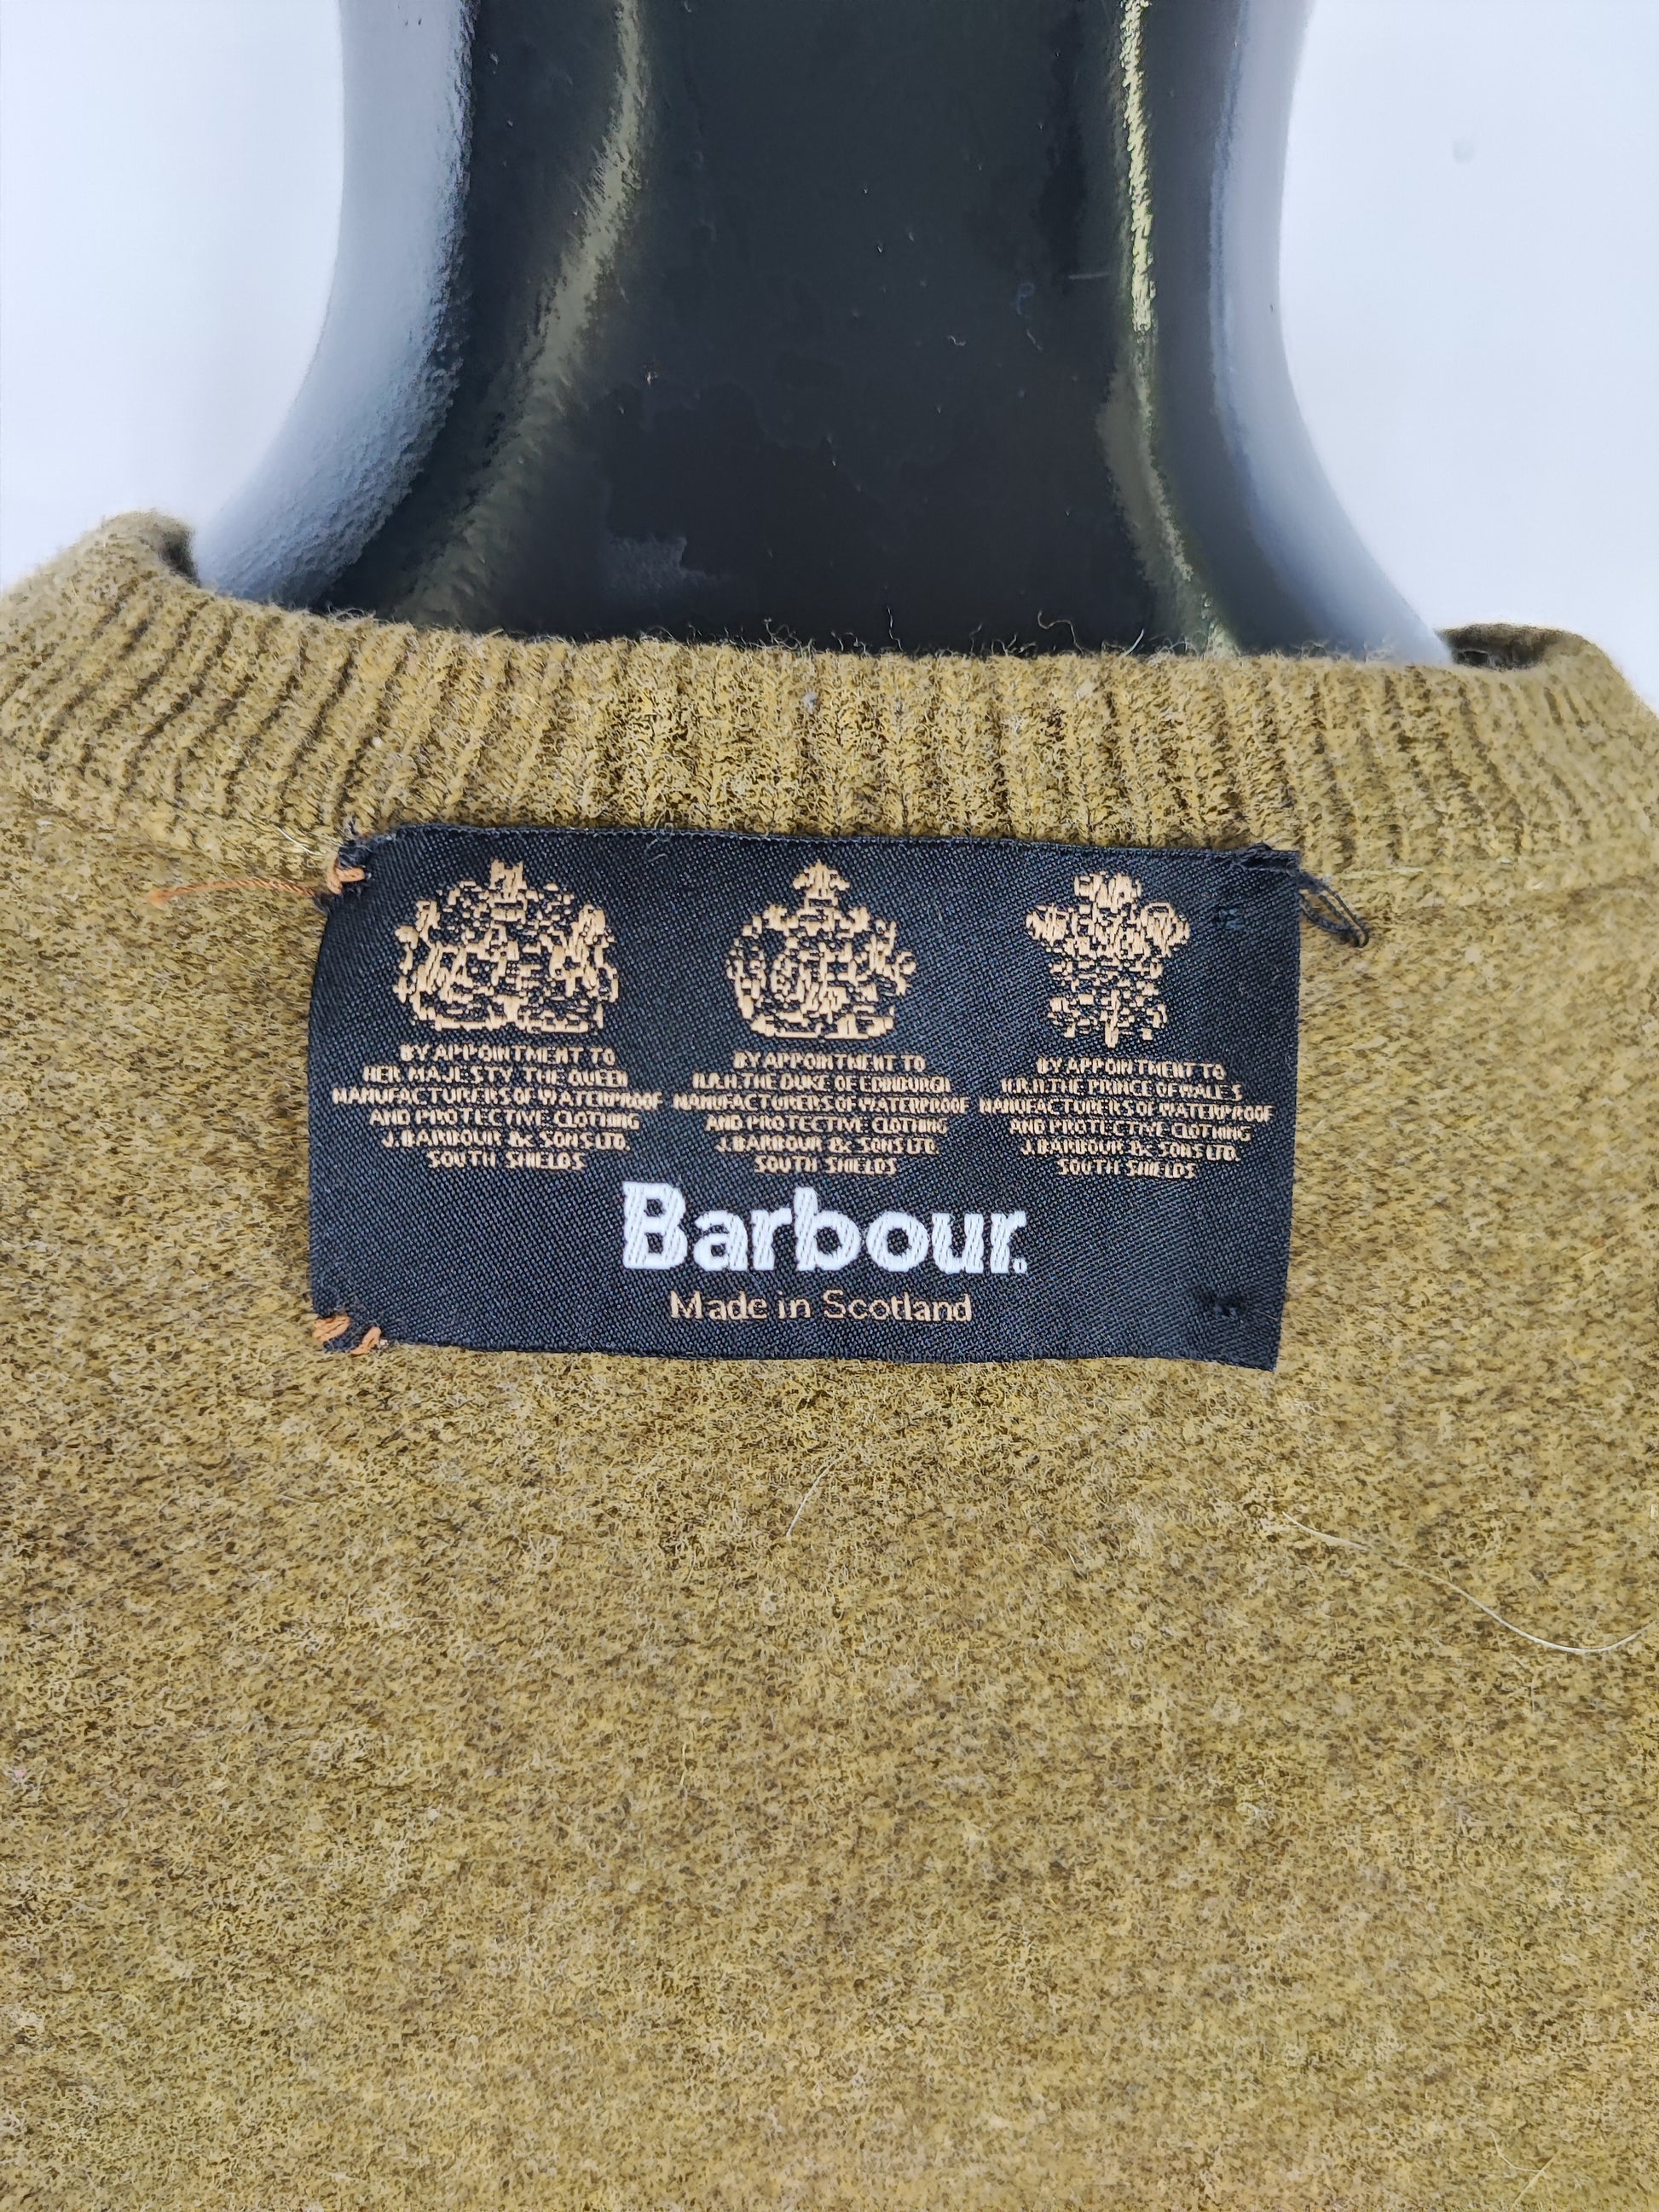 BY APPOINTMENT TO
HER MAJESTY THE QUEEN
MANUFACTURERS OF WATERPROOF
AND PROTECTIVE CLOTHING
J. BARBOUR & SONS LTD.
SOUTH SHIELDS
BY APPOINTMENT TO
H.R.H. THE DUKE OF EDINBURGH
MANUFACTURERS OF WATERPROOF
AND PROTECTIVE CLOTHING
J. BARBOUR & SONS LTD.
SOUTH SHIELDS
BY APPOINTMENT TO
H.R.H. THE PRINCE OF WALES
MANUFACTURERS OF WATERPROOF
AND PROTECTIVE CLOTHING
J. BARBOUR & SONS LTD.
SOUTH SHIELDS
Barbour.
Made in Scotland